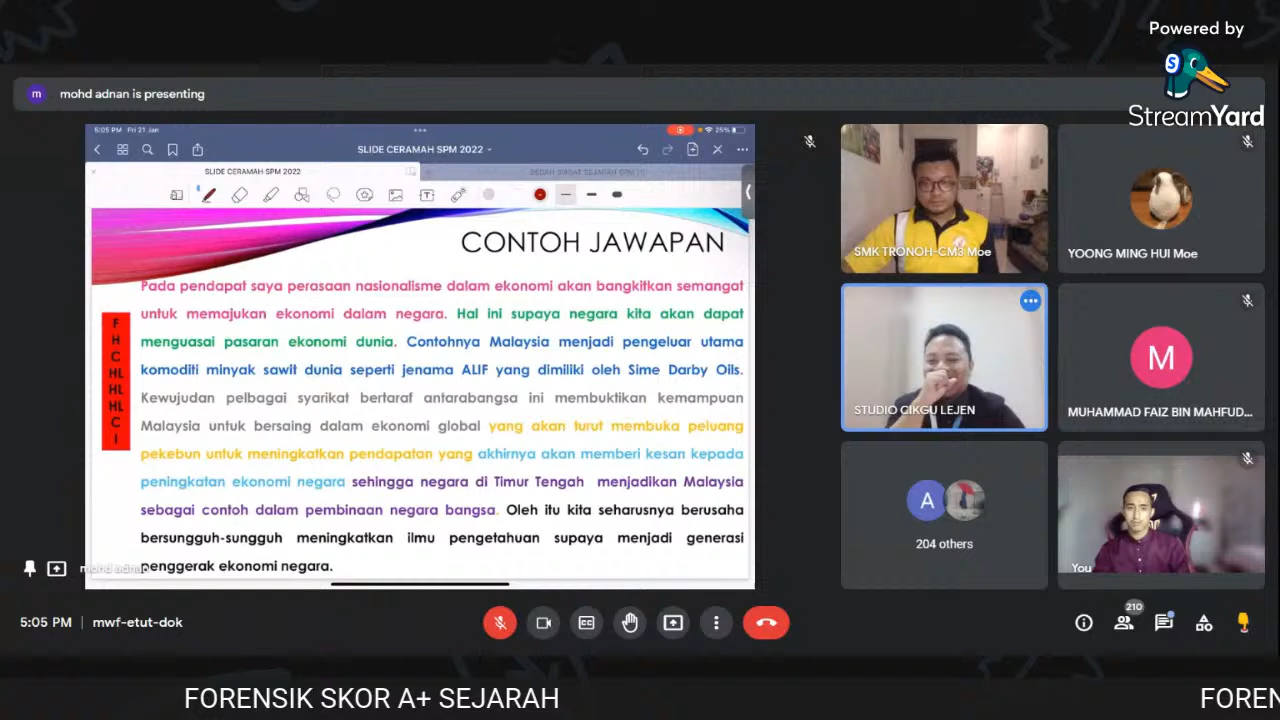 Powered by
StreamYard
m
mohd adnan is presenting
5:05 PM Fri 21 Jan
25%
SLIDE CERAMAH SPM 2022
SLIDE CERAMAH SPM 2022
BEDAH SIASAT SEJARAH SPM
CONTOH JAWAPAN
F
H
C
HL
HL
HL
C
I
Pada pendapat saya perasaan nasionalisme dalam ekonomi akan bangkitkan semangat
untuk memajukan ekonomi dalam negara. Hal ini supaya negara kita akan dapat
menguasai pasaran ekonomi dunia. Contohnya Malaysia menjadi pengeluar utama
komoditi minyak sawit dunia seperti jenama ALIF yang dimiliki oleh Sime Darby Oils.
Kewujudan pelbagai syarikat bertaraf antarabangsa ini membuktikan kemampuan
Malaysia untuk bersaing dalam ekonomi global yang akan turut membuka peluang
pekebun untuk meningkatkan pendapatan yang akhirnya akan memberi kesan kepada
peningkatan ekonomi negara sehingga negara di Timur Tengah menjadikan Malaysia
sebagai contoh dalam pembinaan negara bangsa. Oleh itu kita seharusnya berusaha
bersungguh-sungguh meningkatkan ilmu pengetahuan supaya menjadi generasi
penggerak ekonomi negara.
mohd adnan
SMK TRONOH-CM3 Moe
YOONG MING HUI Moe
STUDIO CIKGU LEJEN
M
MUHAMMAD FAIZ BIN MAHFUD...
A
204 others
You
5:05 PM | mwf-etut-dok
210
FORENSIK SKOR A+ SEJARAH
FOREN